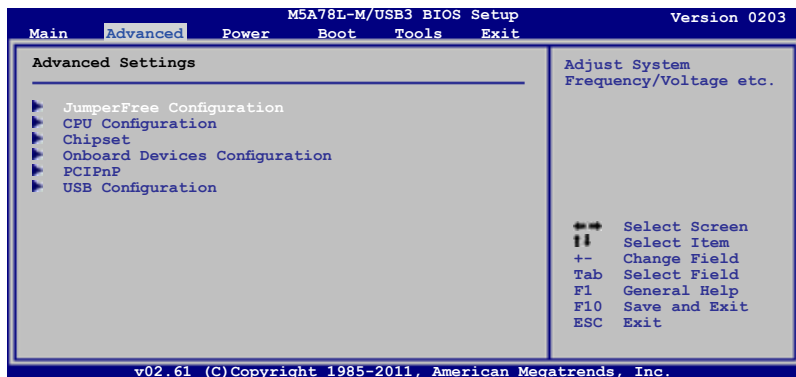 M5A78L-M/USB3 BIOS Setup Version 0203
Main Advanced Power Boot Tools Exit
Advanced Settings
JumperFree Configuration
CPU Configuration
Chipset
Onboard Devices Configuration
PCIPnP
USB Configuration
Adjust System
Frequency/Voltage etc.
←→ Select Screen
↑↓ Select Item
+- Change Field
Tab Select Field
F1 General Help
F10 Save and Exit
ESC Exit
v02.61 (C)Copyright 1985-2011, American Megatrends, Inc.